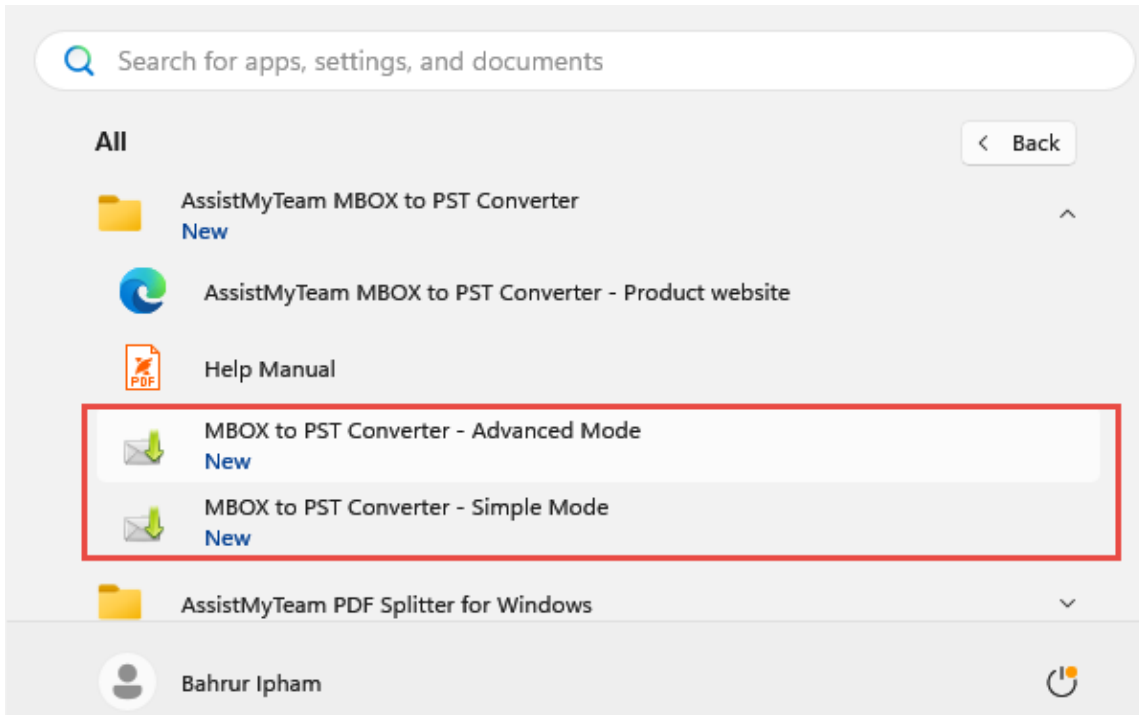 Search for apps, settings, and documents
All
Back
AssistMyTeam MBOX to PST Converter
New
AssistMyTeam MBOX to PST Converter - Product website
PDF
Help Manual
MBOX to PST Converter - Advanced Mode
New
MBOX to PST Converter - Simple Mode
New
AssistMyTeam PDF Splitter for Windows
Bahrur Ipham